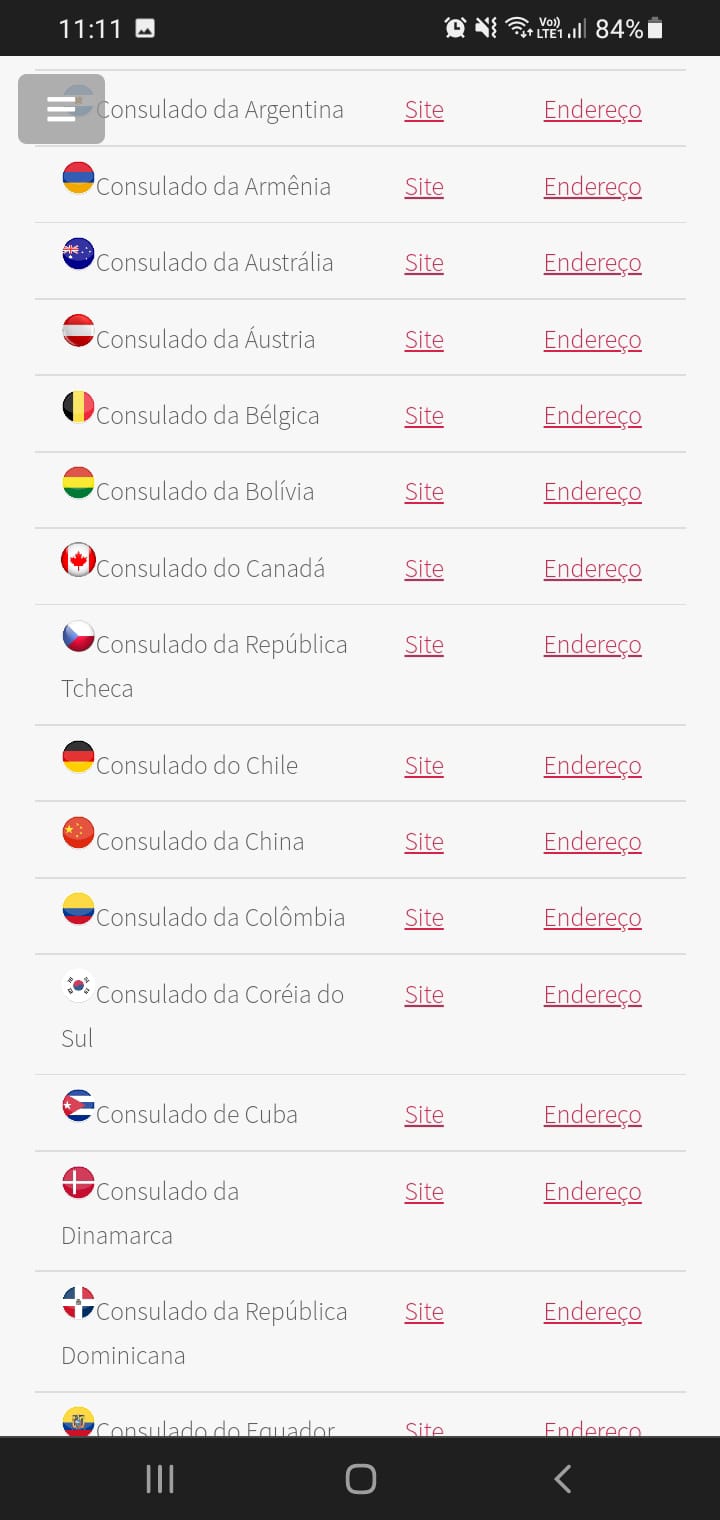 11:11 Vo)) LTE1 84%
Consulado da Argentina Site Endereço
Consulado da Armênia Site Endereço
Consulado da Austrália Site Endereço
Consulado da Áustria Site Endereço
Consulado da Bélgica Site Endereço
Consulado da Bolívia Site Endereço
Consulado do Canadá Site Endereço
Consulado da República Site Endereço
Tcheca
Consulado do Chile Site Endereço
Consulado da China Site Endereço
Consulado da Colômbia Site Endereço
Consulado da Coréia do Site Endereço
Sul
Consulado de Cuba Site Endereço
Consulado da Site Endereço
Dinamarca
Consulado da República Site Endereço
Dominicana
Consulado do Equador Site Endereço